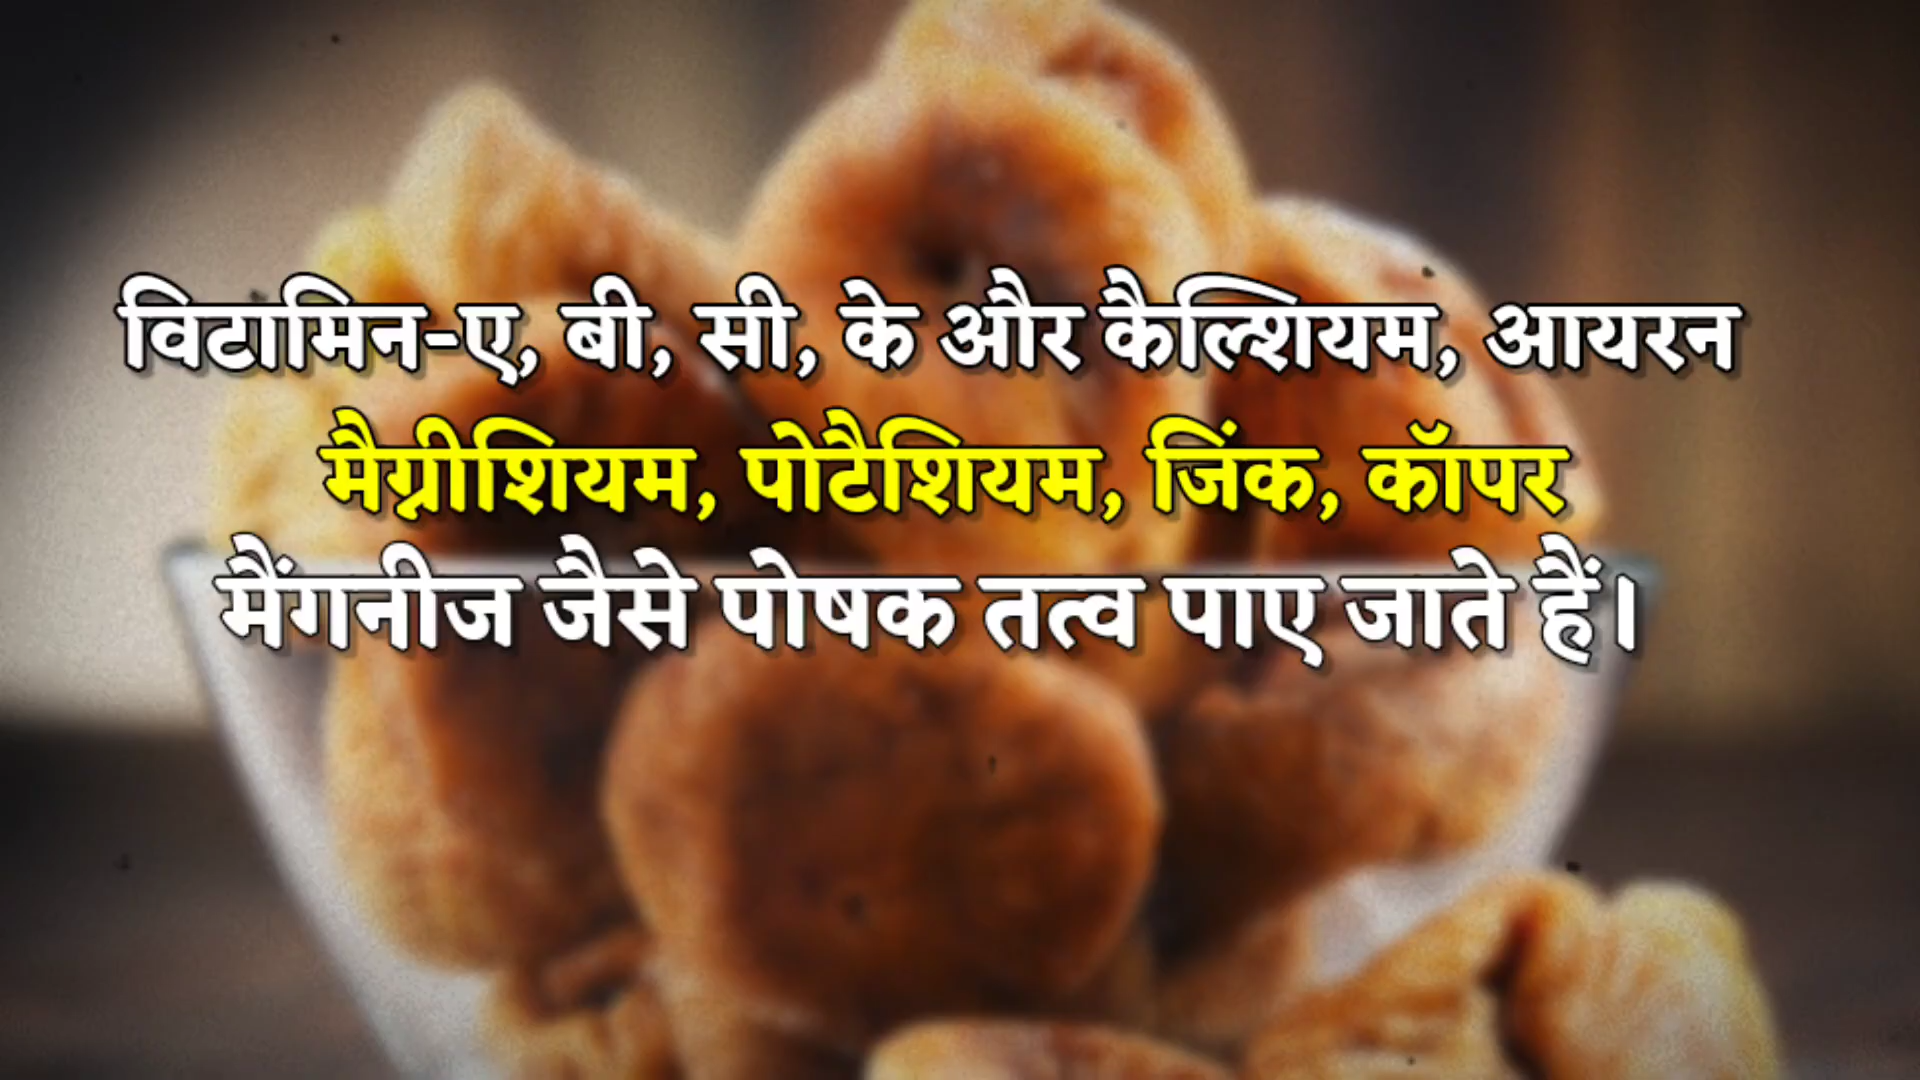 विटामिन-ए, बी, सी, के और कैल्शियम, आयरन
मैग्नीशियम, पोटैशियम, जिंक, कॉपर
मैंगनीज जैसे पोषक तत्व पाए जाते हैं।